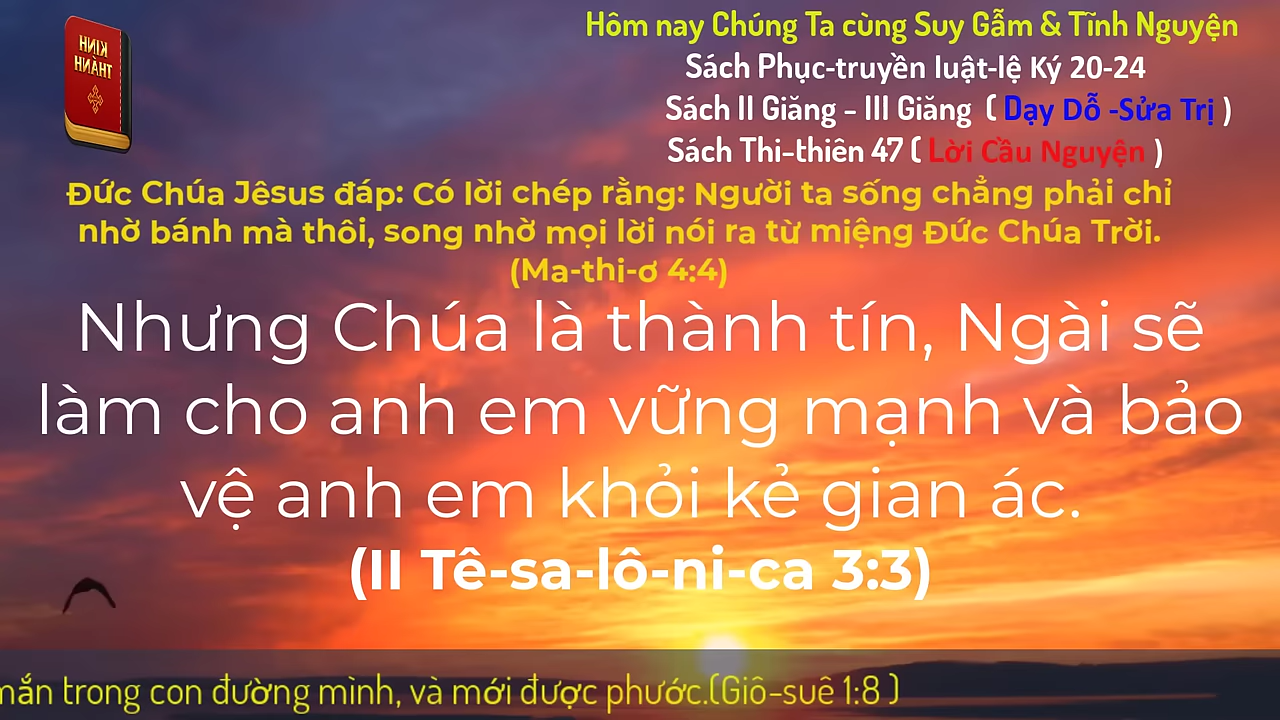 KINH
THÁNH
Hôm nay Chúng Ta cùng Suy Gẫm & Tĩnh Nguyện
Sách Phục-truyền luật-lệ Ký 20-24
Sách II Giăng – III Giăng ( Dạy Dỗ -Sửa Trị )
Sách Thi-thiên 47 ( Lời Cầu Nguyện )
Đức Chúa Jêsus đáp: Có lời chép rằng: Người ta sống chẳng phải chỉ
nhờ bánh mà thôi, song nhờ mọi lời nói ra từ miệng Đức Chúa Trời.
(Ma-thi-ơ 4:4)
Nhưng Chúa là thành tín, Ngài sẽ
làm cho anh em vững mạnh và bảo
vệ anh em khỏi kẻ gian ác.
(II Tê-sa-lô-ni-ca 3:3)
trong con đường mình, và mới được phước.(Giô-suê 1:8 )